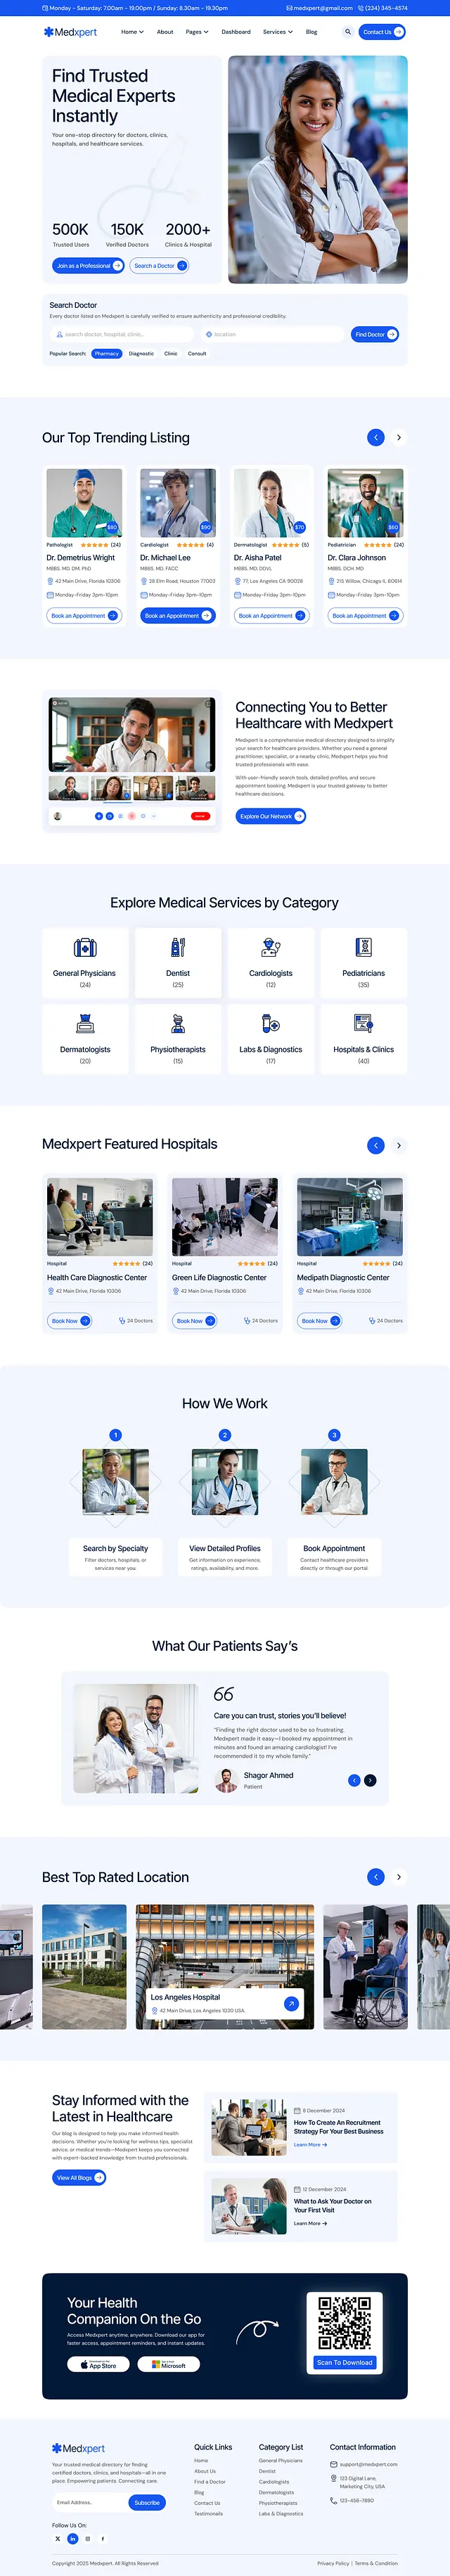 Monday - Saturday: 7.00am - 19.00pm / Sunday: 8.30am - 19.30pm
medxpert@gmail.com (234) 345-4574
Medxpert
Home About Pages Dashboard Services Blog
Contact Us
Find Trusted
Medical Experts
Instantly
Your one-stop directory for doctors, clinics,
hospitals, and healthcare services.
500K 150K 2000+
Trusted Users Verified Doctors Clinics & Hospital
Join as a Professional Search a Doctor
Search Doctor
Every doctor listed on Medxpert is carefully verified to ensure authenticity and professional credibility.
search doctor, hospital, clinic... location Find Doctor
Popular Search: Pharmacy Diagnostic Clinic Consult
Our Top Trending Listing
$80 $90 $70 $60
Pathologist (24) Cardiologist (4) Dermatologist (5) Pediatrician (24)
Dr. Demetrius Wright Dr. Michael Lee Dr. Aisha Patel Dr. Clara Johnson
MBBS. MD. DM, PhD MBBS, MD, FACC MBBS, MD, DDVL MBBS, DCH, MD
42 Main Drive, Florida 10306 28 Elm Road, Houston 77002 77, Los Angeles CA 90028 215 Willow, Chicago IL 60614
Monday-Friday 3pm-10pm Monday-Friday 3pm-10pm Monday-Friday 3pm-10pm Monday-Friday 3pm-10pm
Book an Appointment Book an Appointment Book an Appointment Book an Appointment
Connecting You to Better
Healthcare with Medxpert
Medxpert is a comprehensive medical directory designed to simplify
your search for healthcare providers. Whether you need a general
practitioner, specialist, or a nearby clinic, Medxpert helps you find
trusted professionals with ease.
With user-friendly search tools, detailed profiles, and secure
appointment booking, Medxpert is your trusted gateway to better
healthcare decisions.
Explore Our Network
Explore Medical Services by Category
General Physicians Dentist Cardiologists Pediatricians
(24) (25) (12) (35)
Dermatologists Physiotherapists Labs & Diagnostics Hospitals & Clinics
(20) (15) (17) (40)
Medxpert Featured Hospitals
Hospital (24) Hospital (24) Hospital (24)
Health Care Diagnostic Center Green Life Diagnostic Center Medipath Diagnostic Center
42 Main Drive, Florida 10306 42 Main Drive, Florida 10306 42 Main Drive, Florida 10306
Book Now 24 Doctors Book Now 24 Doctors Book Now 24 Doctors
How We Work
1 2 3
Search by Specialty View Detailed Profiles Book Appointment
Filter doctors, hospitals, or Get information on experience, Contact healthcare providers
services near you. ratings, availability, and more. directly or through our portal.
What Our Patients Say's
Care you can trust, stories you'll believe!
"Finding the right doctor used to be so frustrating.
Medxpert made it easy—I booked my appointment in
minutes and found an amazing cardiologist! I've
recommended it to my whole family."
Shagor Ahmed
Patient
Best Top Rated Location
Los Angeles Hospital
42 Main Drive, Los Angeles 1030 USA.
Stay Informed with the
Latest in Healthcare
Our blog is designed to help you make informed health
decisions. Whether you're looking for wellness tips, specialist
advice, or medical trends—Medxpert keeps you connected
with expert-backed knowledge from trusted professionals.
View All Blogs
8 December 2024
How To Create An Recruitment
Strategy For Your Best Business
Learn More
12 December 2024
What to Ask Your Doctor on
Your First Visit
Learn More
Your Health
Companion On the Go
Access Medxpert anytime, anywhere. Download our app for
faster access, appointment reminders, and instant updates.
App Store
Microsoft
Scan To Download
Medxpert
Your trusted medical directory for finding
certified doctors, clinics, and hospitals—all in one
place. Empowering patients. Connecting care.
Email Address.. Subscribe
Follow Us On:
Quick Links
Home
About Us
Find a Doctor
Blog
Contact Us
Testimonials
Category List
General Physicians
Dentist
Cardiologists
Dermatologists
Physiotherapists
Labs & Diagnostics
Contact Information
support@medxpert.com
123 Digital Lane,
Marketing City, USA
123-456-7890
Copyright 2025 Medxpert. All Rights Reserved
Privacy Policy | Terms & Condition